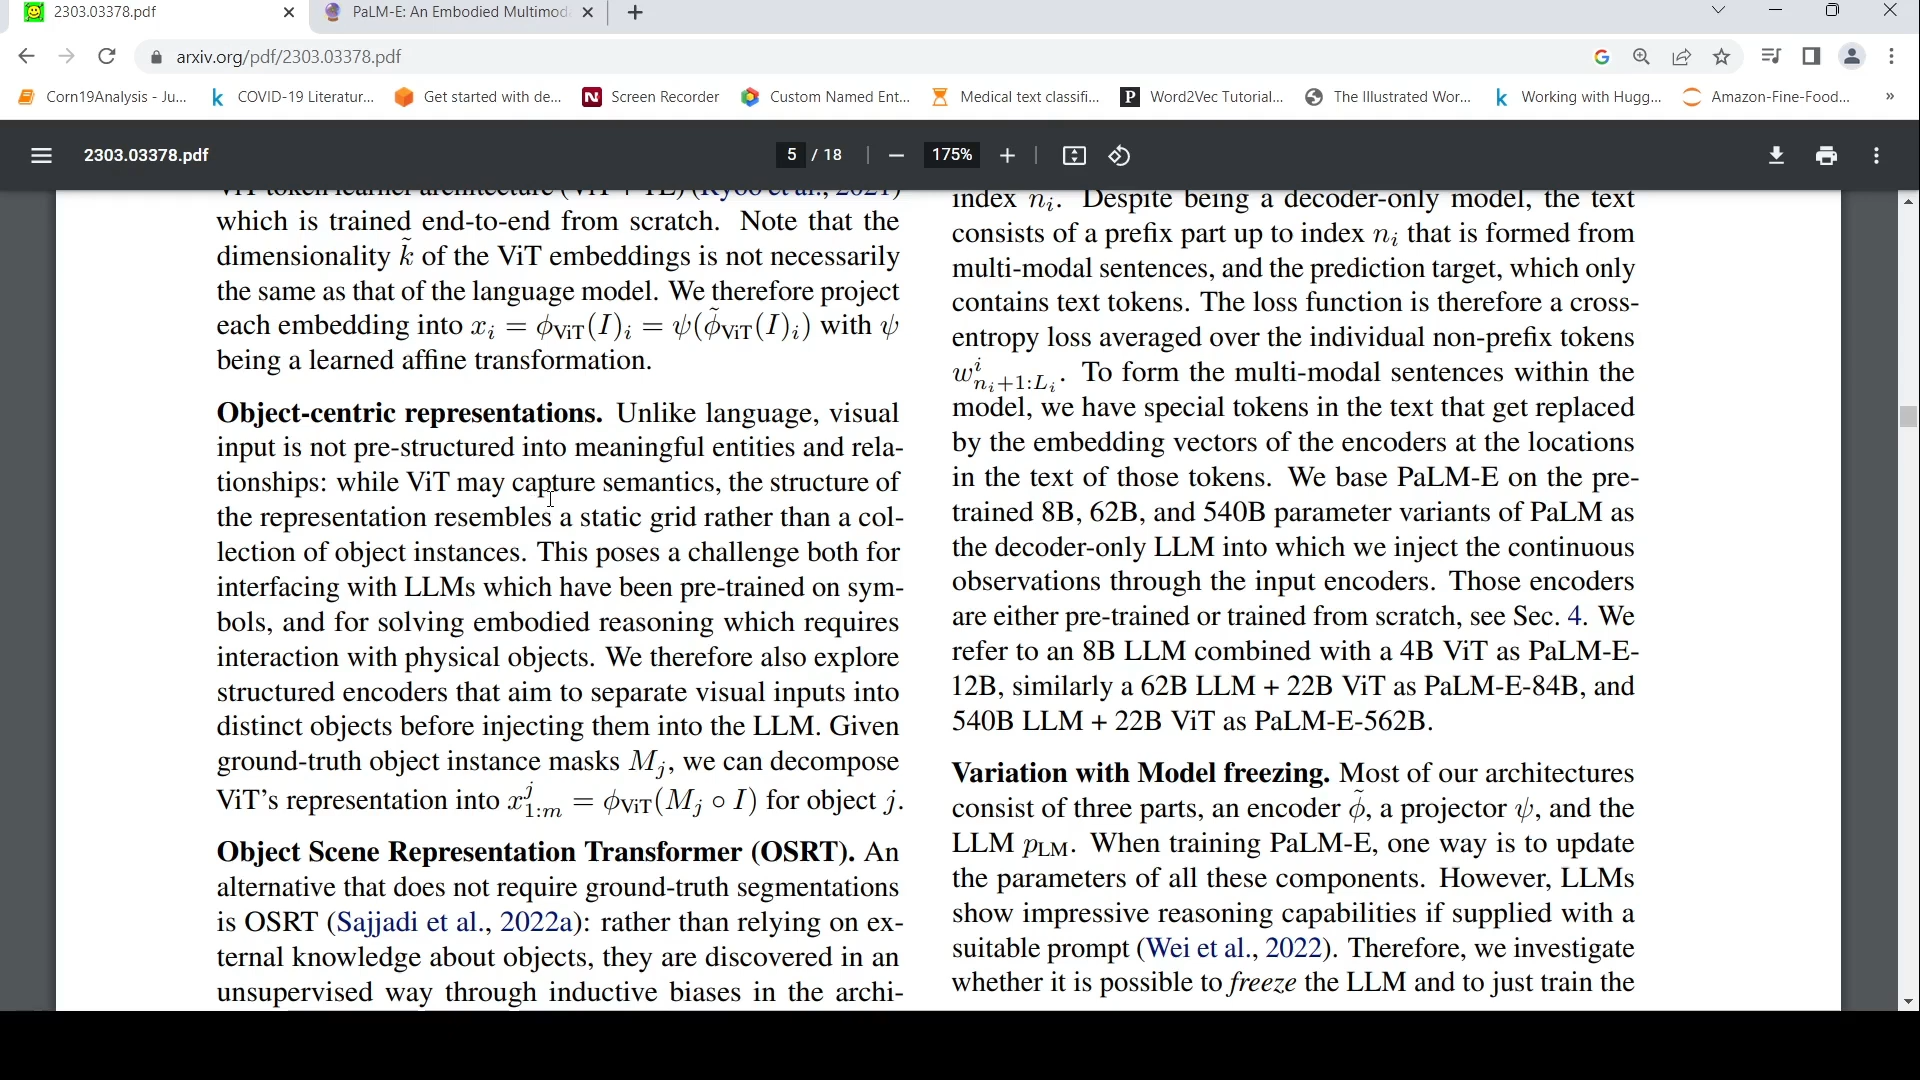 2303.03378.pdf
PaLM-E: An Embodied Multimod
arxiv.org/pdf/2303.03378.pdf
Corn19Analysis - Ju...
COVID-19 Literatur...
Get started with de...
Screen Recorder
Custom Named Ent...
Medical text classifi...
Word2Vec Tutorial...
The Illustrated Wor...
Working with Hugg...
Amazon-Fine-Food...
»
2303.03378.pdf
5 / 18
175%
ViT token learner architecture (ViT + TL) (Ryoo et al., 2021)
which is trained end-to-end from scratch. Note that the
dimensionality k̃ of the ViT embeddings is not necessarily
the same as that of the language model. We therefore project
each embedding into xᵢ = ϕ_ViT(I)ᵢ = ψ(ϕ̃_ViT(I)ᵢ) with ψ
being a learned affine transformation.
Object-centric representations. Unlike language, visual
input is not pre-structured into meaningful entities and rela-
tionships: while ViT may capture semantics, the structure of
the representation resembles a static grid rather than a col-
lection of object instances. This poses a challenge both for
interfacing with LLMs which have been pre-trained on sym-
bols, and for solving embodied reasoning which requires
interaction with physical objects. We therefore also explore
structured encoders that aim to separate visual inputs into
distinct objects before injecting them into the LLM. Given
ground-truth object instance masks Mⱼ, we can decompose
ViT's representation into x^j_{1:m} = ϕ_ViT(Mⱼ ∘ I) for object j.
Object Scene Representation Transformer (OSRT). An
alternative that does not require ground-truth segmentations
is OSRT (Sajjadi et al., 2022a): rather than relying on ex-
ternal knowledge about objects, they are discovered in an
unsupervised way through inductive biases in the archi-
index nᵢ. Despite being a decoder-only model, the text
consists of a prefix part up to index nᵢ that is formed from
multi-modal sentences, and the prediction target, which only
contains text tokens. The loss function is therefore a cross-
entropy loss averaged over the individual non-prefix tokens
w^i_{nᵢ+1:Lᵢ}. To form the multi-modal sentences within the
model, we have special tokens in the text that get replaced
by the embedding vectors of the encoders at the locations
in the text of those tokens. We base PaLM-E on the pre-
trained 8B, 62B, and 540B parameter variants of PaLM as
the decoder-only LLM into which we inject the continuous
observations through the input encoders. Those encoders
are either pre-trained or trained from scratch, see Sec. 4. We
refer to an 8B LLM combined with a 4B ViT as PaLM-E-
12B, similarly a 62B LLM + 22B ViT as PaLM-E-84B, and
540B LLM + 22B ViT as PaLM-E-562B.
Variation with Model freezing. Most of our architectures
consist of three parts, an encoder ϕ̃, a projector ψ, and the
LLM p_LM. When training PaLM-E, one way is to update
the parameters of all these components. However, LLMs
show impressive reasoning capabilities if supplied with a
suitable prompt (Wei et al., 2022). Therefore, we investigate
whether it is possible to freeze the LLM and to just train the